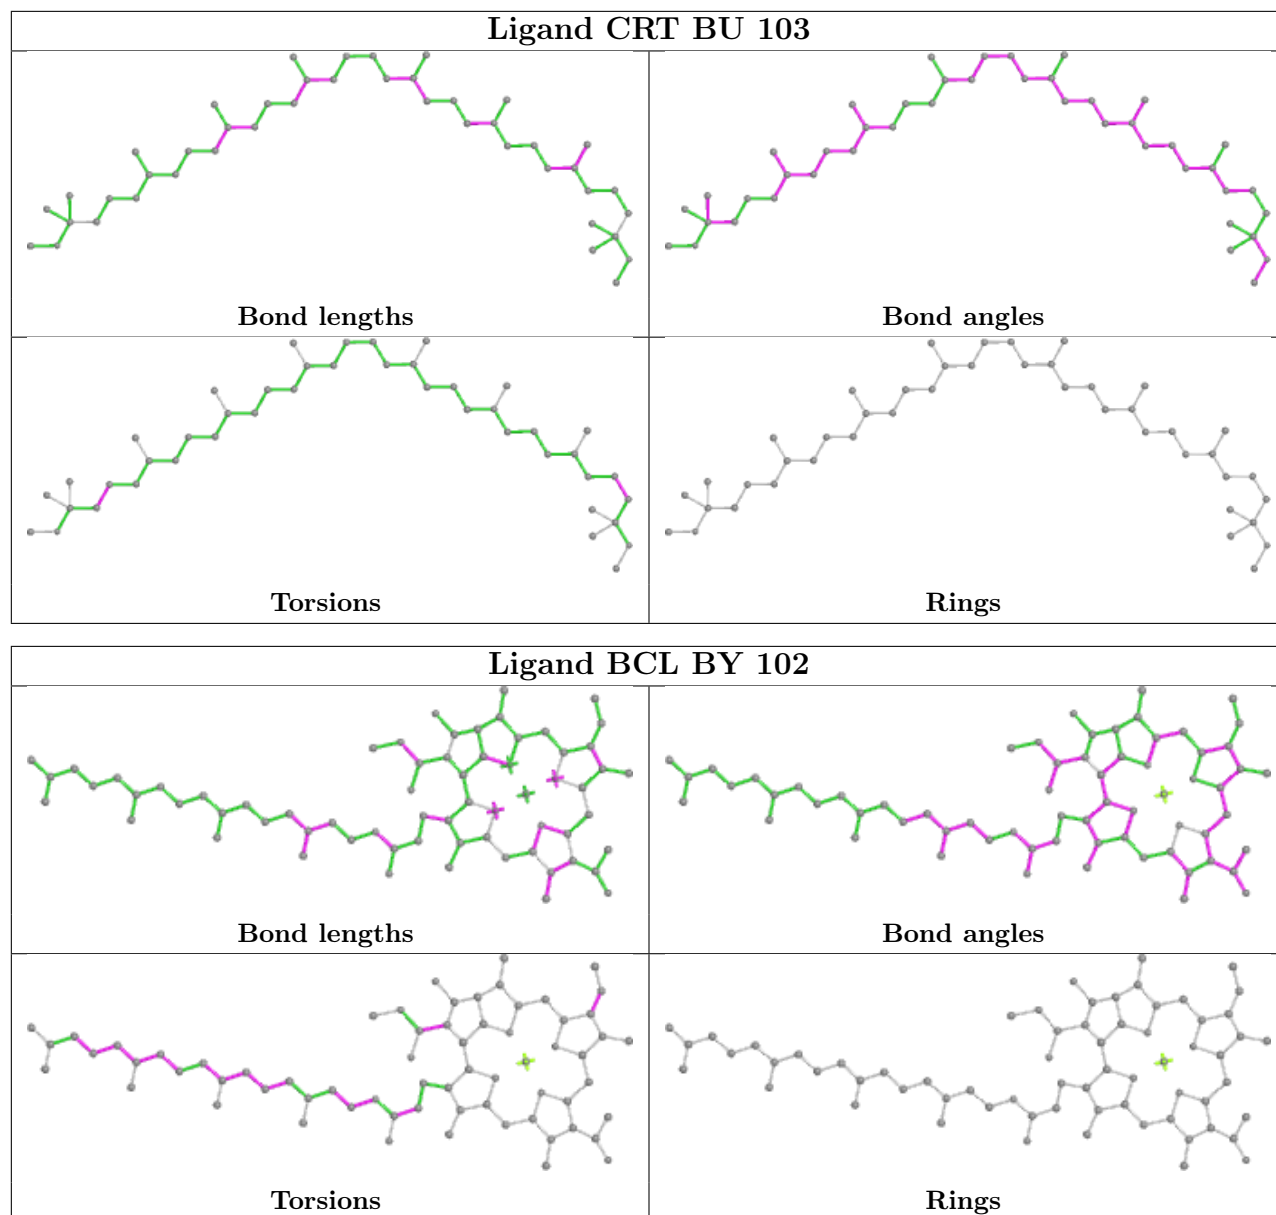 Ligand CRT BU 103
Bond lengths
Bond angles
Torsions
Rings
Ligand BCL BY 102
Bond lengths
Bond angles
Torsions
Rings